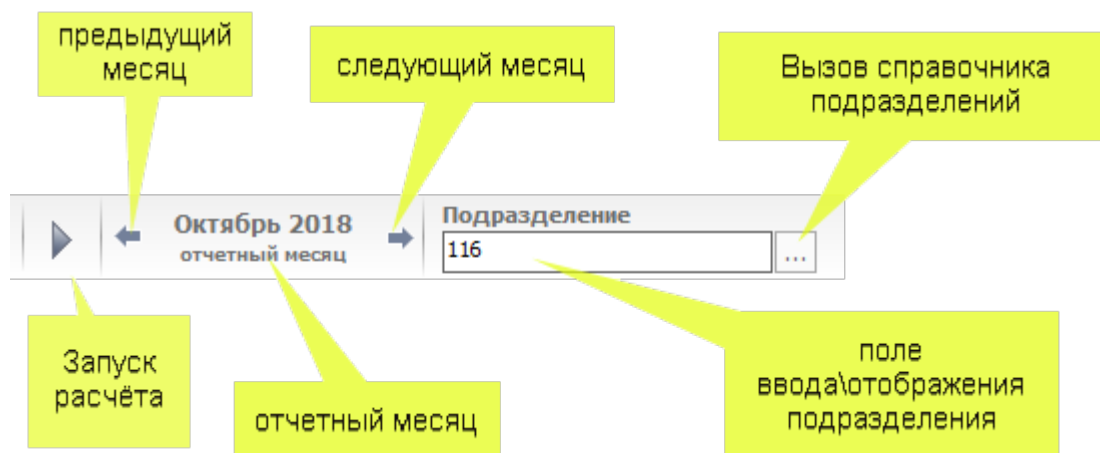 предыдущий
месяц
следующий месяц
Вызов справочника
подразделений
Октябрь 2018
отчетный месяц
Подразделение
116
...
Запуск
расчёта
отчетный месяц
поле
ввода\отображения
подразделения